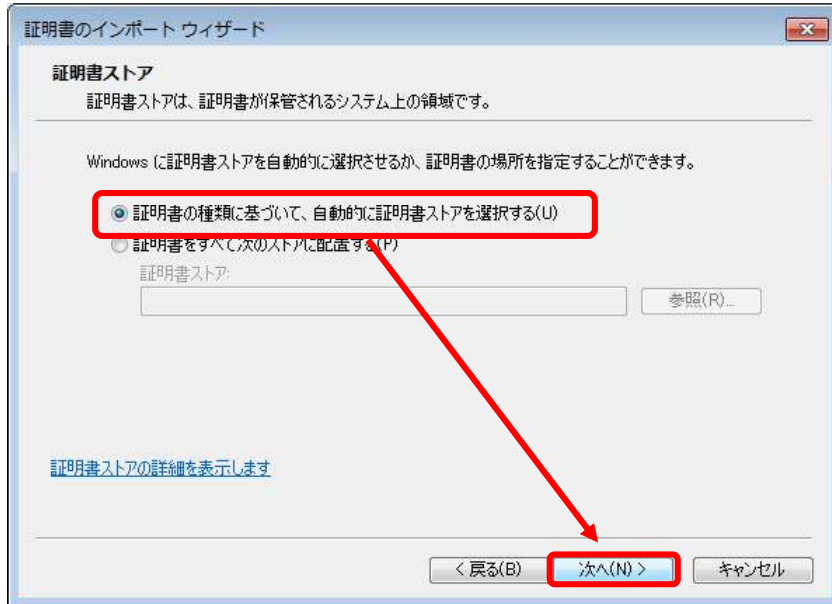 証明書のインポート ウィザード
証明書ストア
証明書ストアは、証明書が保管されるシステム上の領域です。
Windows に証明書ストアを自動的に選択させるか、証明書の場所を指定することができます。
証明書の種類に基づいて、自動的に証明書ストアを選択する(U)
証明書をすべて次のストアに配置する(P)
証明書ストア:
参照(R)...
証明書ストアの詳細を表示します
< 戻る(B)
次へ(N) >
キャンセル